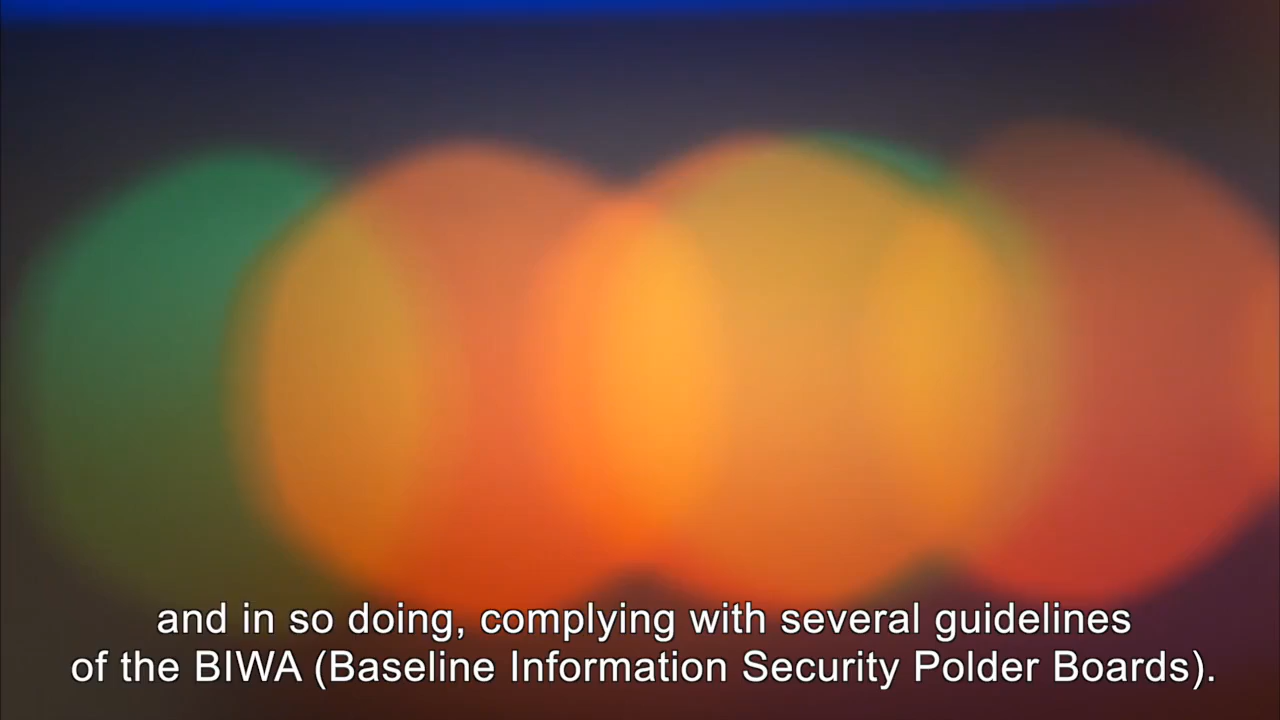 and in so doing, complying with several guidelines
of the BIWA (Baseline Information Security Polder Boards).